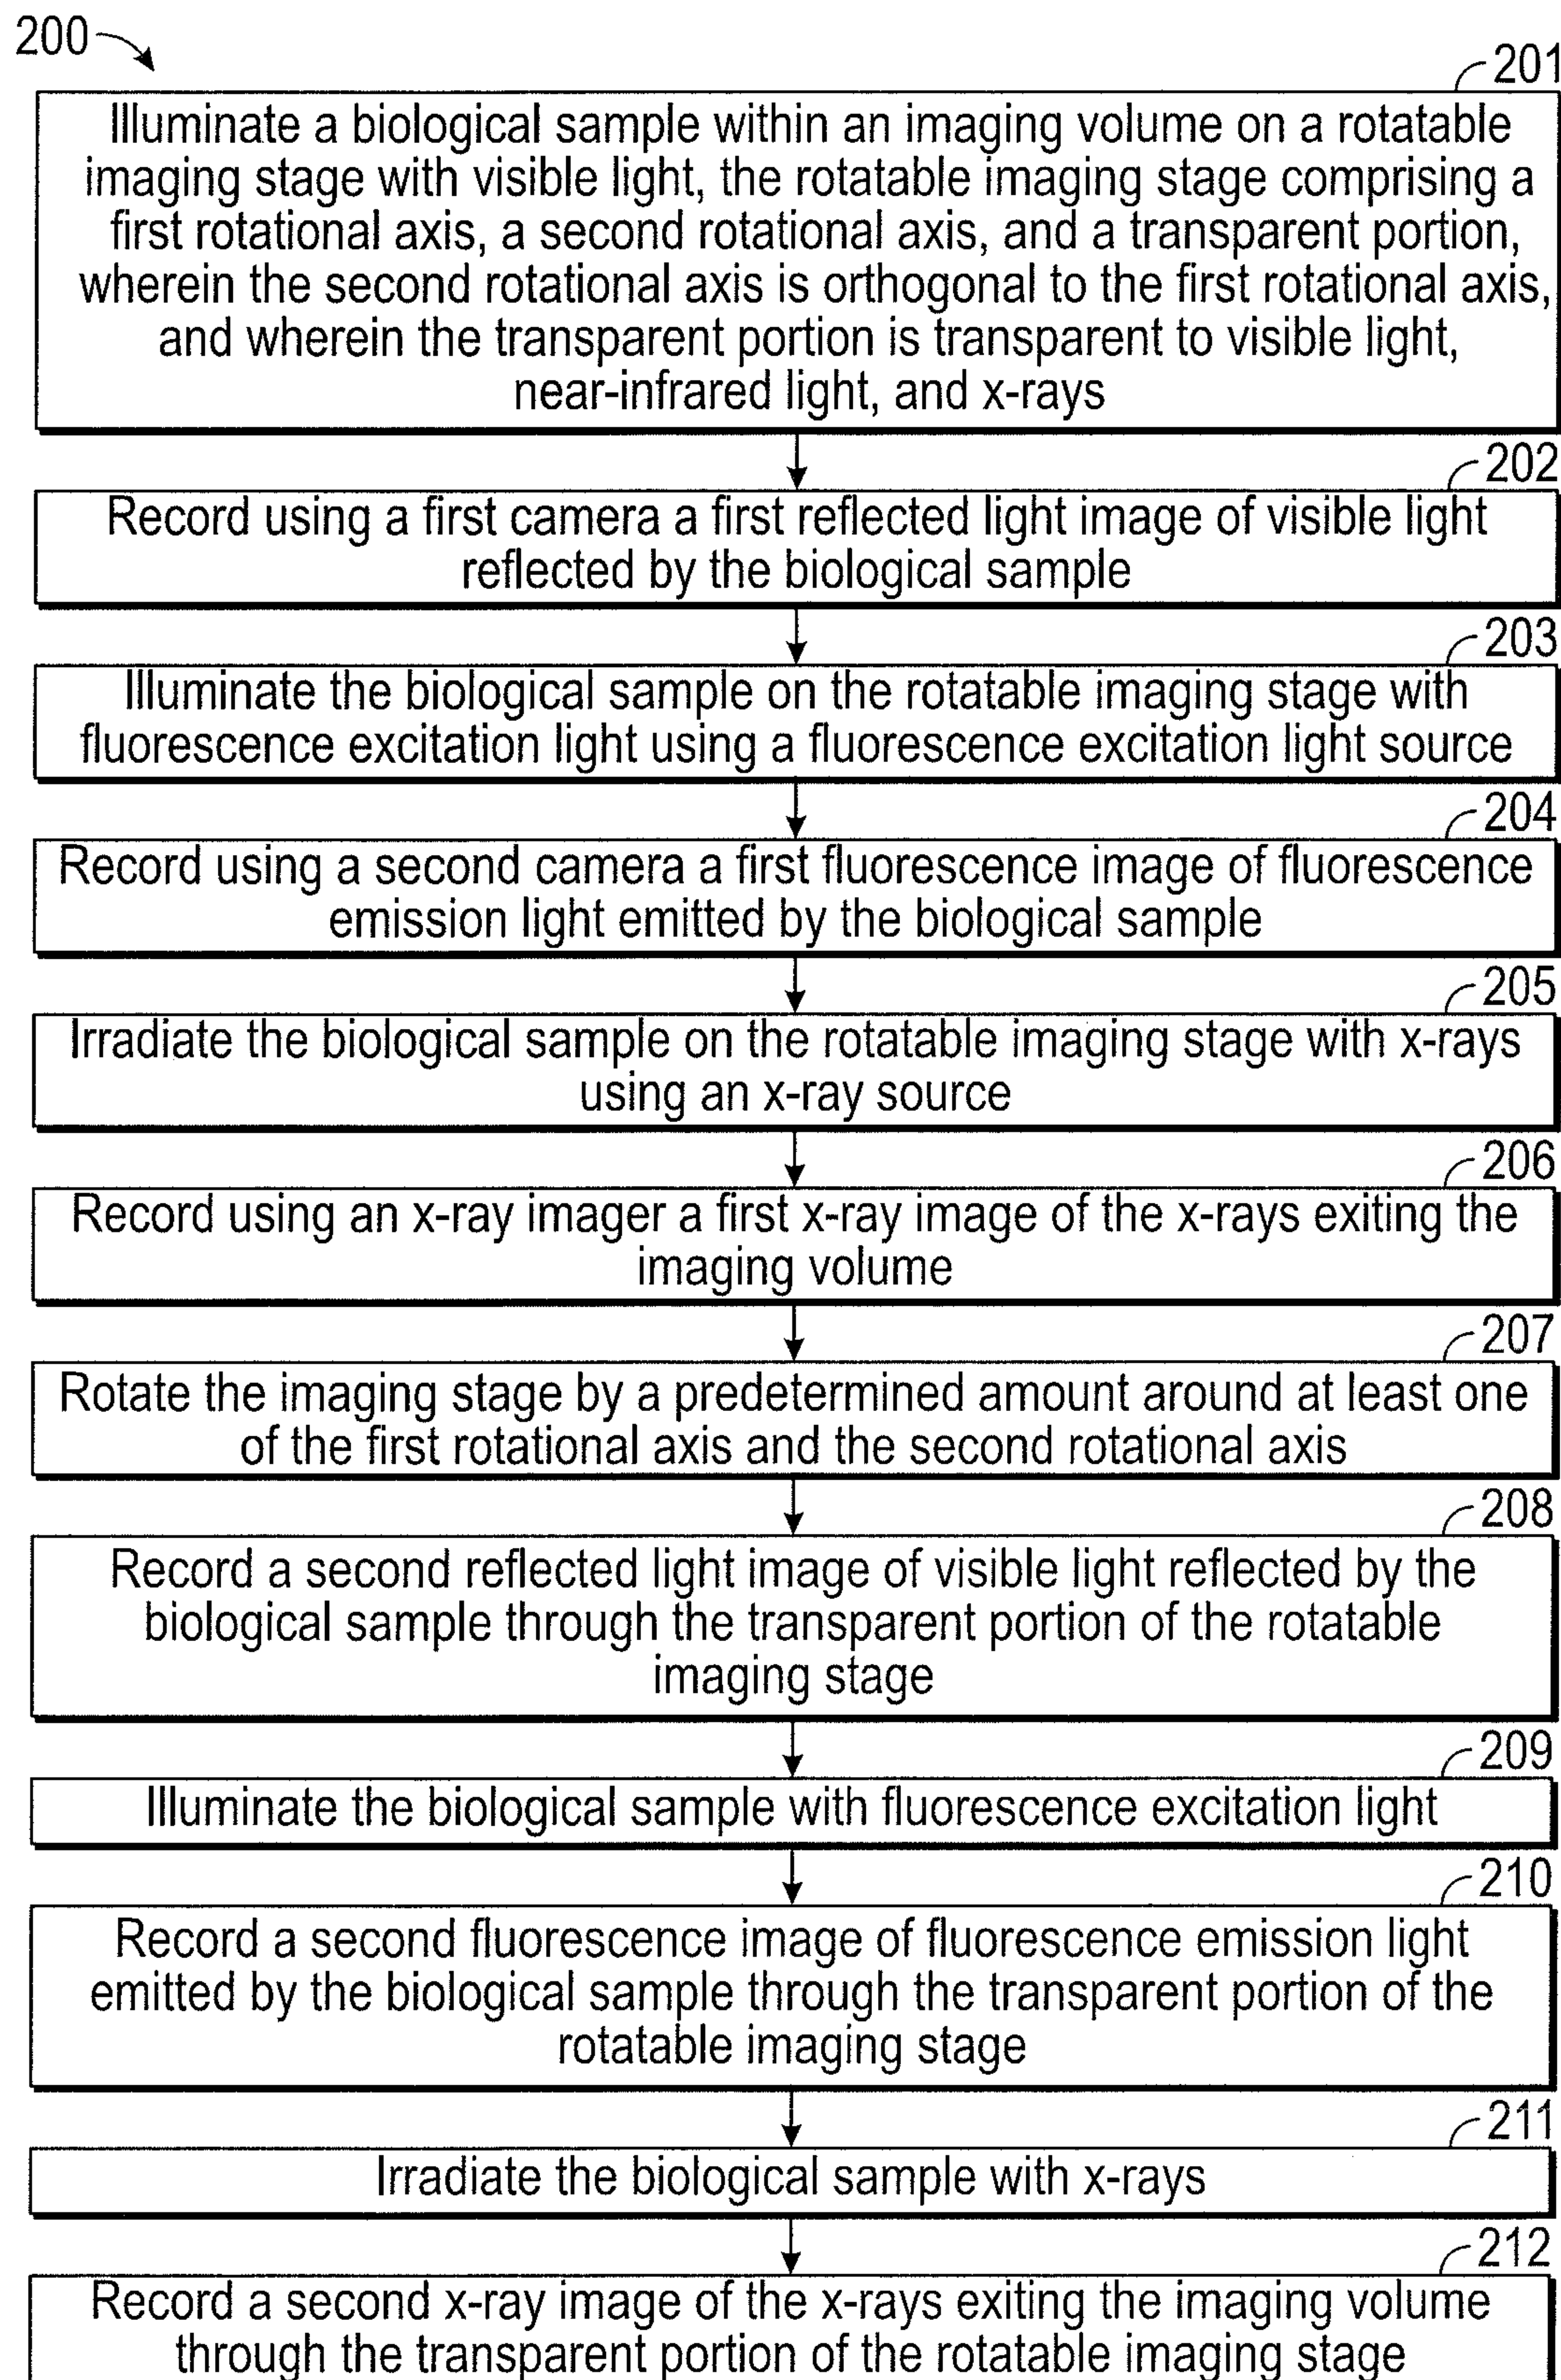 200
201
Illuminate a biological sample within an imaging volume on a rotatable
imaging stage with visible light, the rotatable imaging stage comprising a
first rotational axis, a second rotational axis, and a transparent portion,
wherein the second rotational axis is orthogonal to the first rotational axis,
and wherein the transparent portion is transparent to visible light,
near-infrared light, and x-rays
202
Record using a first camera a first reflected light image of visible light
reflected by the biological sample
203
Illuminate the biological sample on the rotatable imaging stage with
fluorescence excitation light using a fluorescence excitation light source
204
Record using a second camera a first fluorescence image of fluorescence
emission light emitted by the biological sample
205
Irradiate the biological sample on the rotatable imaging stage with x-rays
using an x-ray source
206
Record using an x-ray imager a first x-ray image of the x-rays exiting the
imaging volume
207
Rotate the imaging stage by a predetermined amount around at least one
of the first rotational axis and the second rotational axis
208
Record a second reflected light image of visible light reflected by the
biological sample through the transparent portion of the rotatable
imaging stage
209
Illuminate the biological sample with fluorescence excitation light
210
Record a second fluorescence image of fluorescence emission light
emitted by the biological sample through the transparent portion of the
rotatable imaging stage
211
Irradiate the biological sample with x-rays
212
Record a second x-ray image of the x-rays exiting the imaging volume
through the transparent portion of the rotatable imaging stage